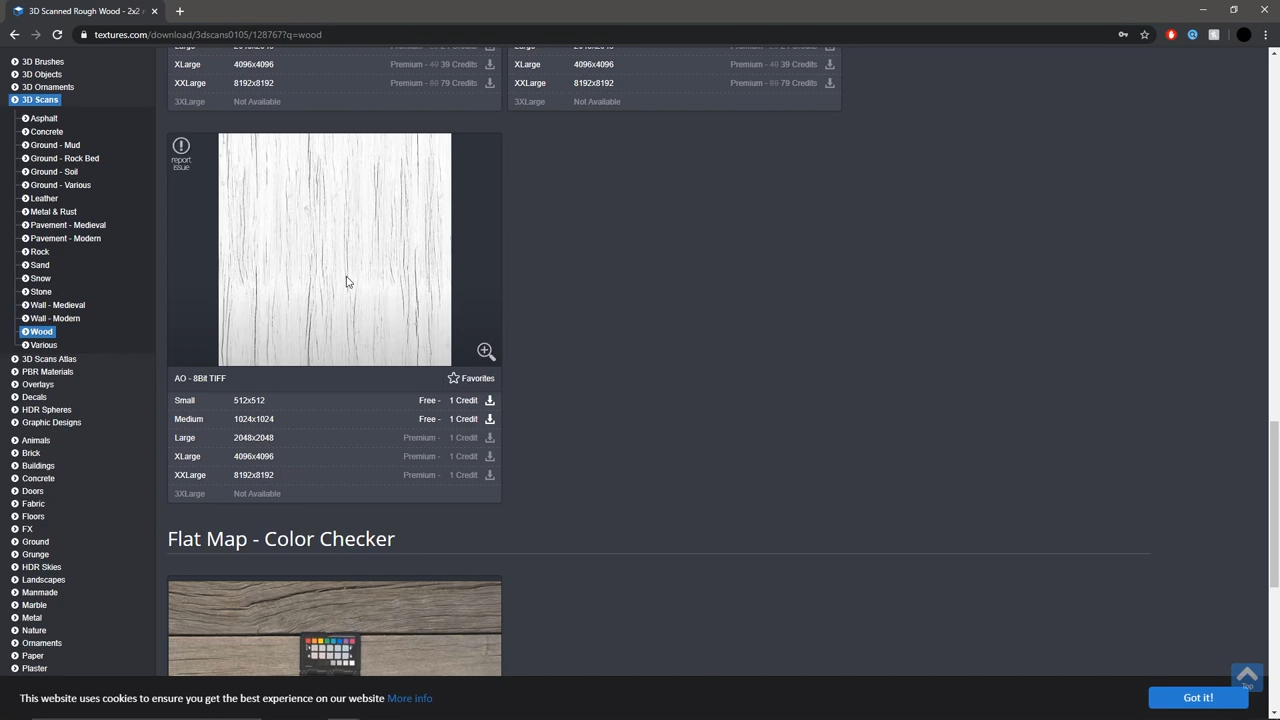 3D Scanned Rough Wood - 2x2
textures.com/download/3dscans0105/128767?q=wood
3D Brushes
3D Objects
3D Ornaments
3D Scans
Asphalt
Concrete
Ground - Mud
Ground - Rock Bed
Ground - Soil
Ground - Various
Leather
Metal & Rust
Pavement - Medieval
Pavement - Modern
Rock
Sand
Snow
Stone
Wall - Medieval
Wall - Modern
Wood
Various
3D Scans Atlas
PBR Materials
Overlays
Decals
HDR Spheres
Graphic Designs
Animals
Brick
Buildings
Concrete
Doors
Fabric
Floors
FX
Ground
Grunge
HDR Skies
Landscapes
Manmade
Marble
Metal
Nature
Ornaments
Paper
Plaster
XLarge 4096x4096 Premium - 40 39 Credits
XXLarge 8192x8192 Premium - 80 79 Credits
3XLarge Not Available
XLarge 4096x4096 Premium - 40 39 Credits
XXLarge 8192x8192 Premium - 80 79 Credits
3XLarge Not Available
report
issue
AO - 8Bit TIFF Favorites
Small 512x512 Free - 1 Credit
Medium 1024x1024 Free - 1 Credit
Large 2048x2048 Premium - 1 Credit
XLarge 4096x4096 Premium - 1 Credit
XXLarge 8192x8192 Premium - 1 Credit
3XLarge Not Available
Flat Map - Color Checker
Top
This website uses cookies to ensure you get the best experience on our website More info
Got it!